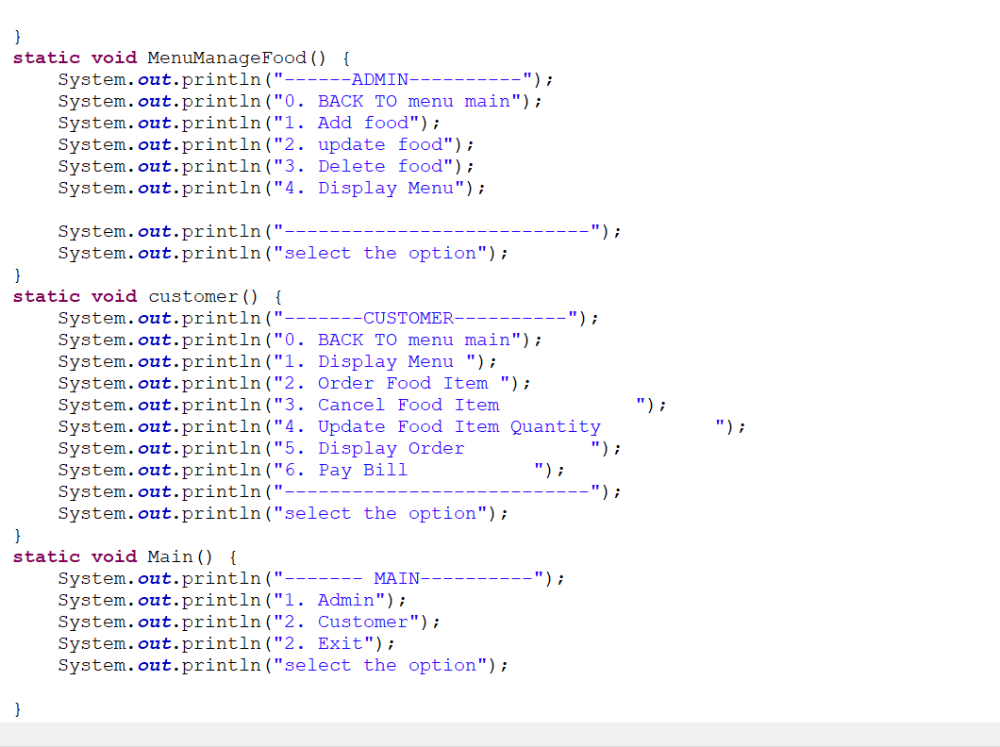 }
static void MenuManageFood() {
    System.out.println("------ADMIN----------");
    System.out.println("0. BACK TO menu main");
    System.out.println("1. Add food");
    System.out.println("2. update food");
    System.out.println("3. Delete food");
    System.out.println("4. Display Menu");

    System.out.println("---------------------------");
    System.out.println("select the option");
}
static void customer() {
    System.out.println("-------CUSTOMER----------");
    System.out.println("0. BACK TO menu main");
    System.out.println("1. Display Menu ");
    System.out.println("2. Order Food Item ");
    System.out.println("3. Cancel Food Item            ");
    System.out.println("4. Update Food Item Quantity          ");
    System.out.println("5. Display Order           ");
    System.out.println("6. Pay Bill           ");
    System.out.println("---------------------------");
    System.out.println("select the option");
}
static void Main() {
    System.out.println("------- MAIN----------");
    System.out.println("1. Admin");
    System.out.println("2. Customer");
    System.out.println("2. Exit");
    System.out.println("select the option");

}